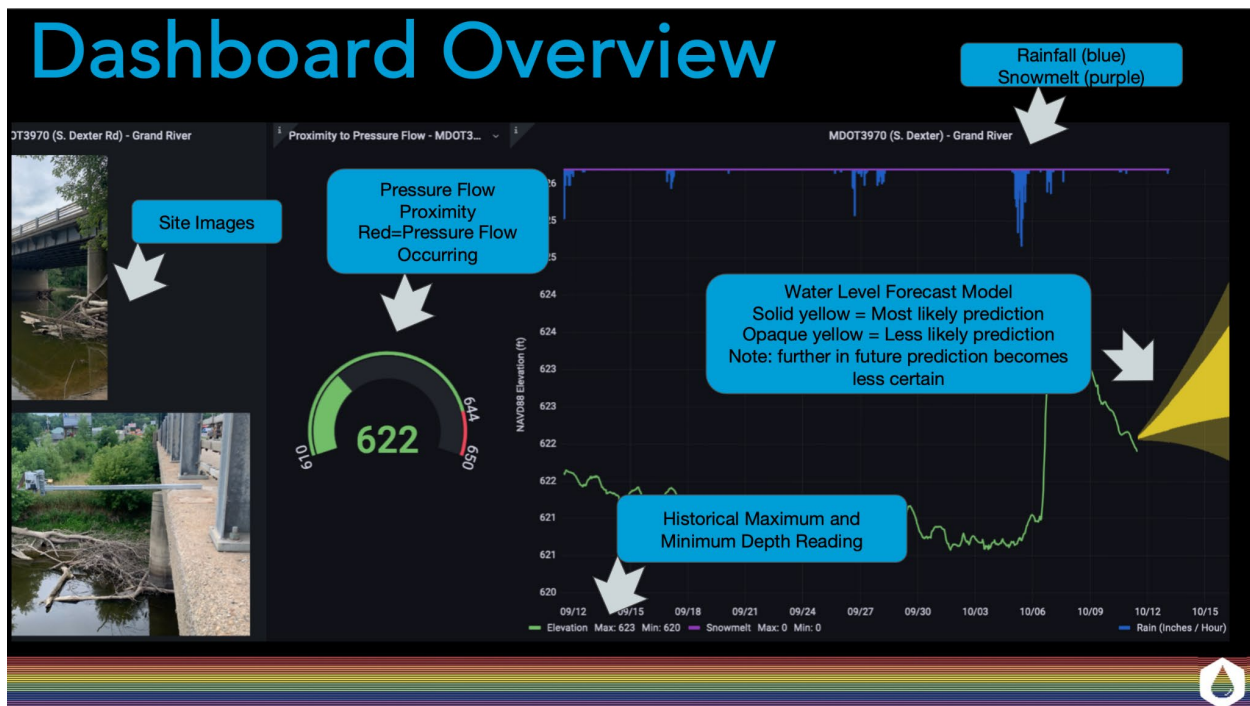 Dashboard Overview
Rainfall (blue)
Snowmelt (purple)
OT3970 (S. Dexter Rd) - Grand River
Proximity to Pressure Flow - MDOT3...
MDOT3970 (S. Dexter) - Grand River
Site Images
Pressure Flow
Proximity
Red=Pressure Flow
Occurring
Water Level Forecast Model
Solid yellow = Most likely prediction
Opaque yellow = Less likely prediction
Note: further in future prediction becomes
less certain
622
610
644
650
NAVD88 Elevation (ft)
26
25
25
624
624
623
623
622
622
621
621
620
Historical Maximum and
Minimum Depth Reading
09/12 09/15 09/18 09/21 09/24 09/27 09/30 10/03 10/06 10/09 10/12 10/15
Elevation Max: 623 Min: 620 Snowmelt Max: 0 Min: 0 Rain (Inches / Hour)